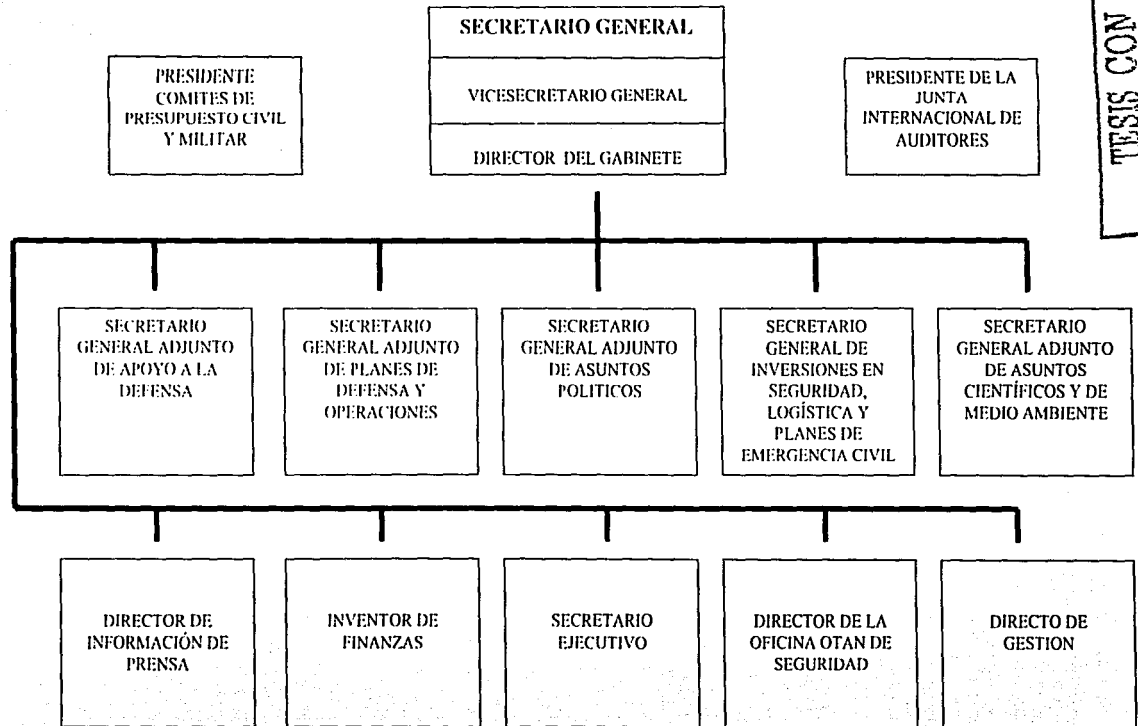 SECRETARIO GENERAL
VICESECRETARIO GENERAL
DIRECTOR DEL GABINETE
PRESIDENTE
COMITES DE
PRESUPUESTO CIVIL
Y MILITAR
PRESIDENTE DE LA
JUNTA
INTERNACIONAL DE
AUDITORES
TESIS CON
SECRETARIO
GENERAL ADJUNTO
DE APOYO A LA
DEFENSA
SECRETARIO
GENERAL ADJUNTO
DE PLANES DE
DEFENSA Y
OPERACIONES
SECRETARIO
GENERAL ADJUNTO
DE ASUNTOS
POLITICOS
SECRETARIO
GENERAL DE
INVERSIONES EN
SEGURIDAD,
LOGÍSTICA Y
PLANES DE
EMERGENCIA CIVIL
SECRETARIO
GENERAL ADJUNTO
DE ASUNTOS
CIENTÍFICOS Y DE
MEDIO AMBIENTE
DIRECTOR DE
INFORMACIÓN DE
PRENSA
INVENTOR DE
FINANZAS
SECRETARIO
EJECUTIVO
DIRECTOR DE LA
OFICINA OTAN DE
SEGURIDAD
DIRECTO DE
GESTION